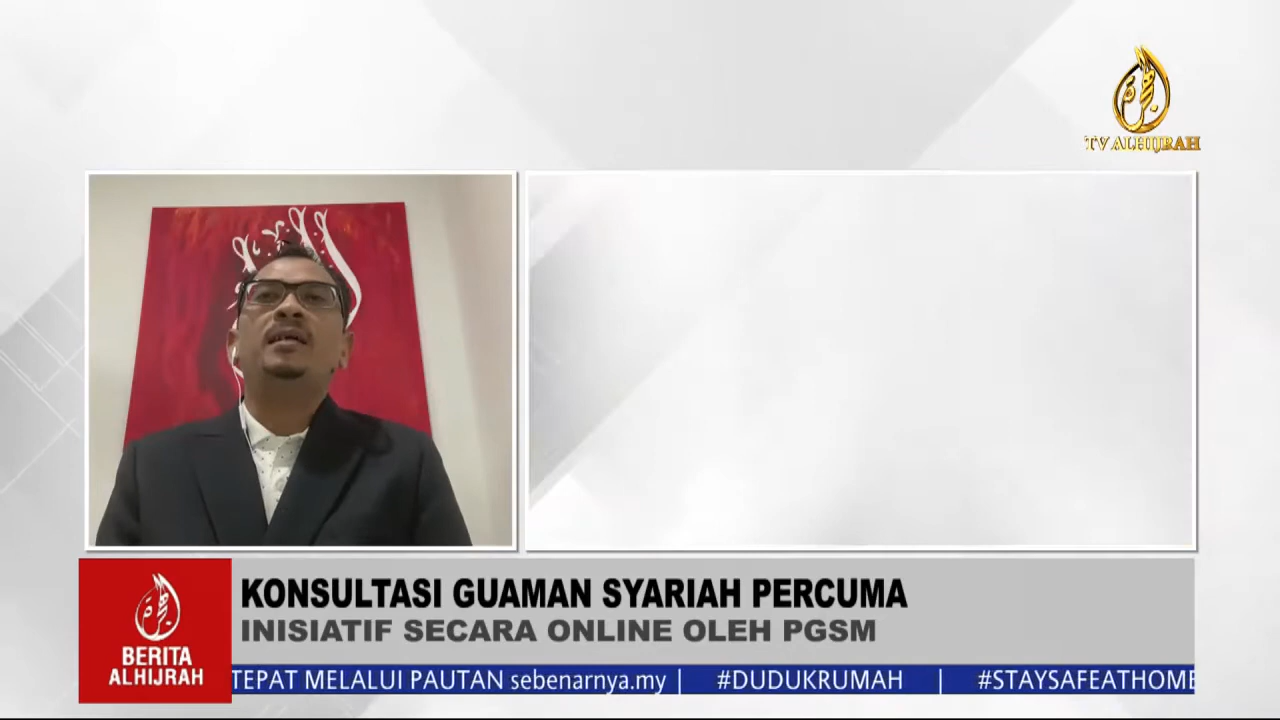 TV ALHIJRAH
KONSULTASI GUAMAN SYARIAH PERCUMA
INISIATIF SECARA ONLINE OLEH PGSM
BERITA
ALHIJRAH
TEPAT MELALUI PAUTAN sebenarnya.my | #DUDUKRUMAH | #STAYSAFEATHOME